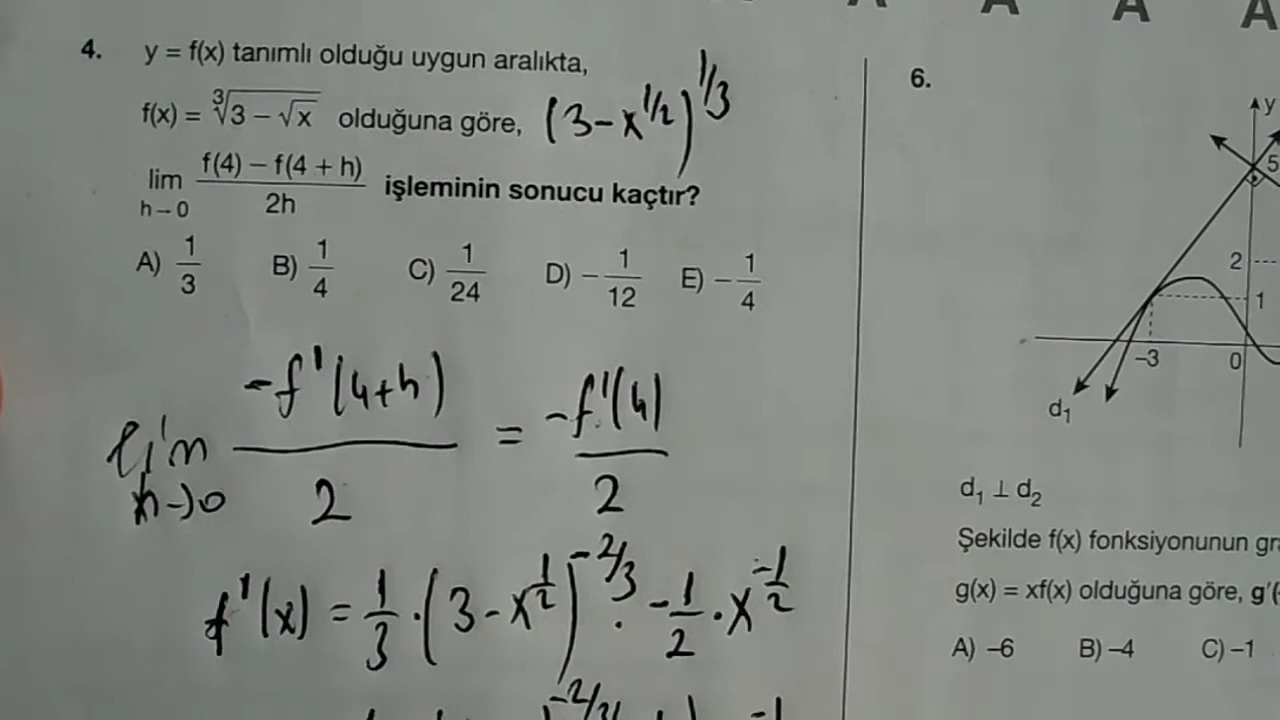 A A A A
4. y = f(x) tanımlı olduğu uygun aralıkta,
f(x) = ∛(3 − √x) olduğuna göre, (3-x^1/2)^1/3
lim h→0 (f(4) − f(4 + h))/2h işleminin sonucu kaçtır?
A) 1/3 B) 1/4 C) 1/24 D) −1/12 E) −1/4
lim h→0 -f'(4+h)/2 = -f'(4)/2
f'(x) = 1/3 · (3-x^1/2)^-2/3 · -1/2 · x^-1/2
6.
y
5
2
1
-3
0
d₁
d₁ ⊥ d₂
Şekilde f(x) fonksiyonunun
g(x) = xf(x) olduğuna göre, g'(
A) −6 B) −4 C) −1